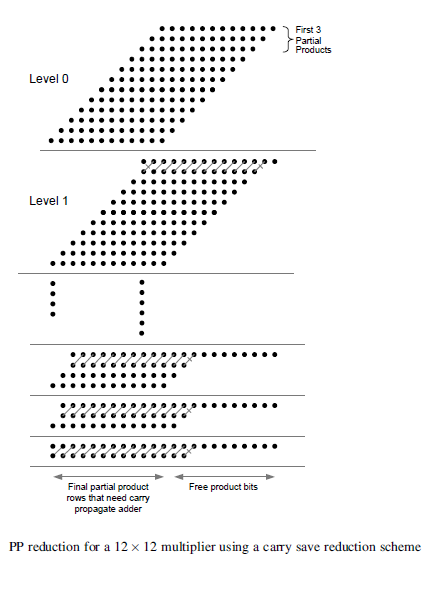 First 3
Partial
Products
Level 0
Level 1
Final partial product
rows that need carry
propagate adder
Free product bits
PP reduction for a 12 × 12 multiplier using a carry save reduction scheme